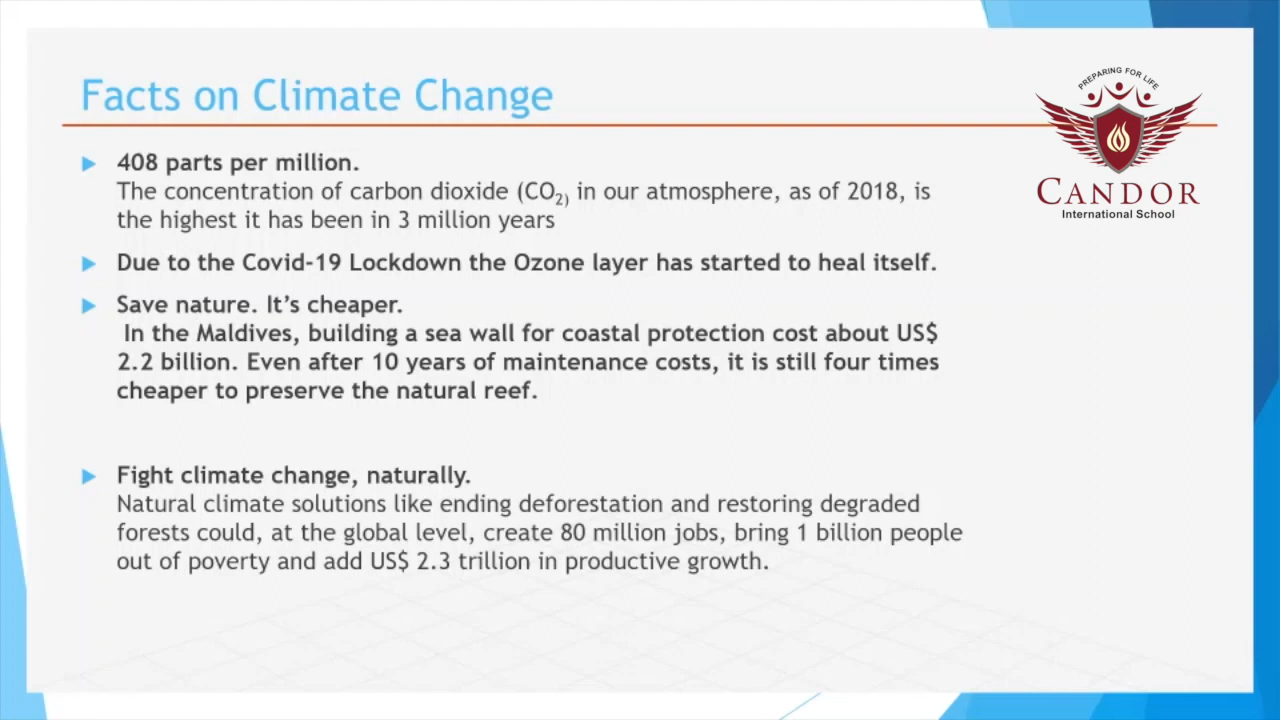 Facts on Climate Change
PREPARING FOR LIFE
CANDOR
International School
408 parts per million.
The concentration of carbon dioxide (CO2) in our atmosphere, as of 2018, is
the highest it has been in 3 million years
Due to the Covid-19 Lockdown the Ozone layer has started to heal itself.
Save nature. It's cheaper.
In the Maldives, building a sea wall for coastal protection cost about US$
2.2 billion. Even after 10 years of maintenance costs, it is still four times
cheaper to preserve the natural reef.
Fight climate change, naturally.
Natural climate solutions like ending deforestation and restoring degraded
forests could, at the global level, create 80 million jobs, bring 1 billion people
out of poverty and add US$ 2.3 trillion in productive growth.